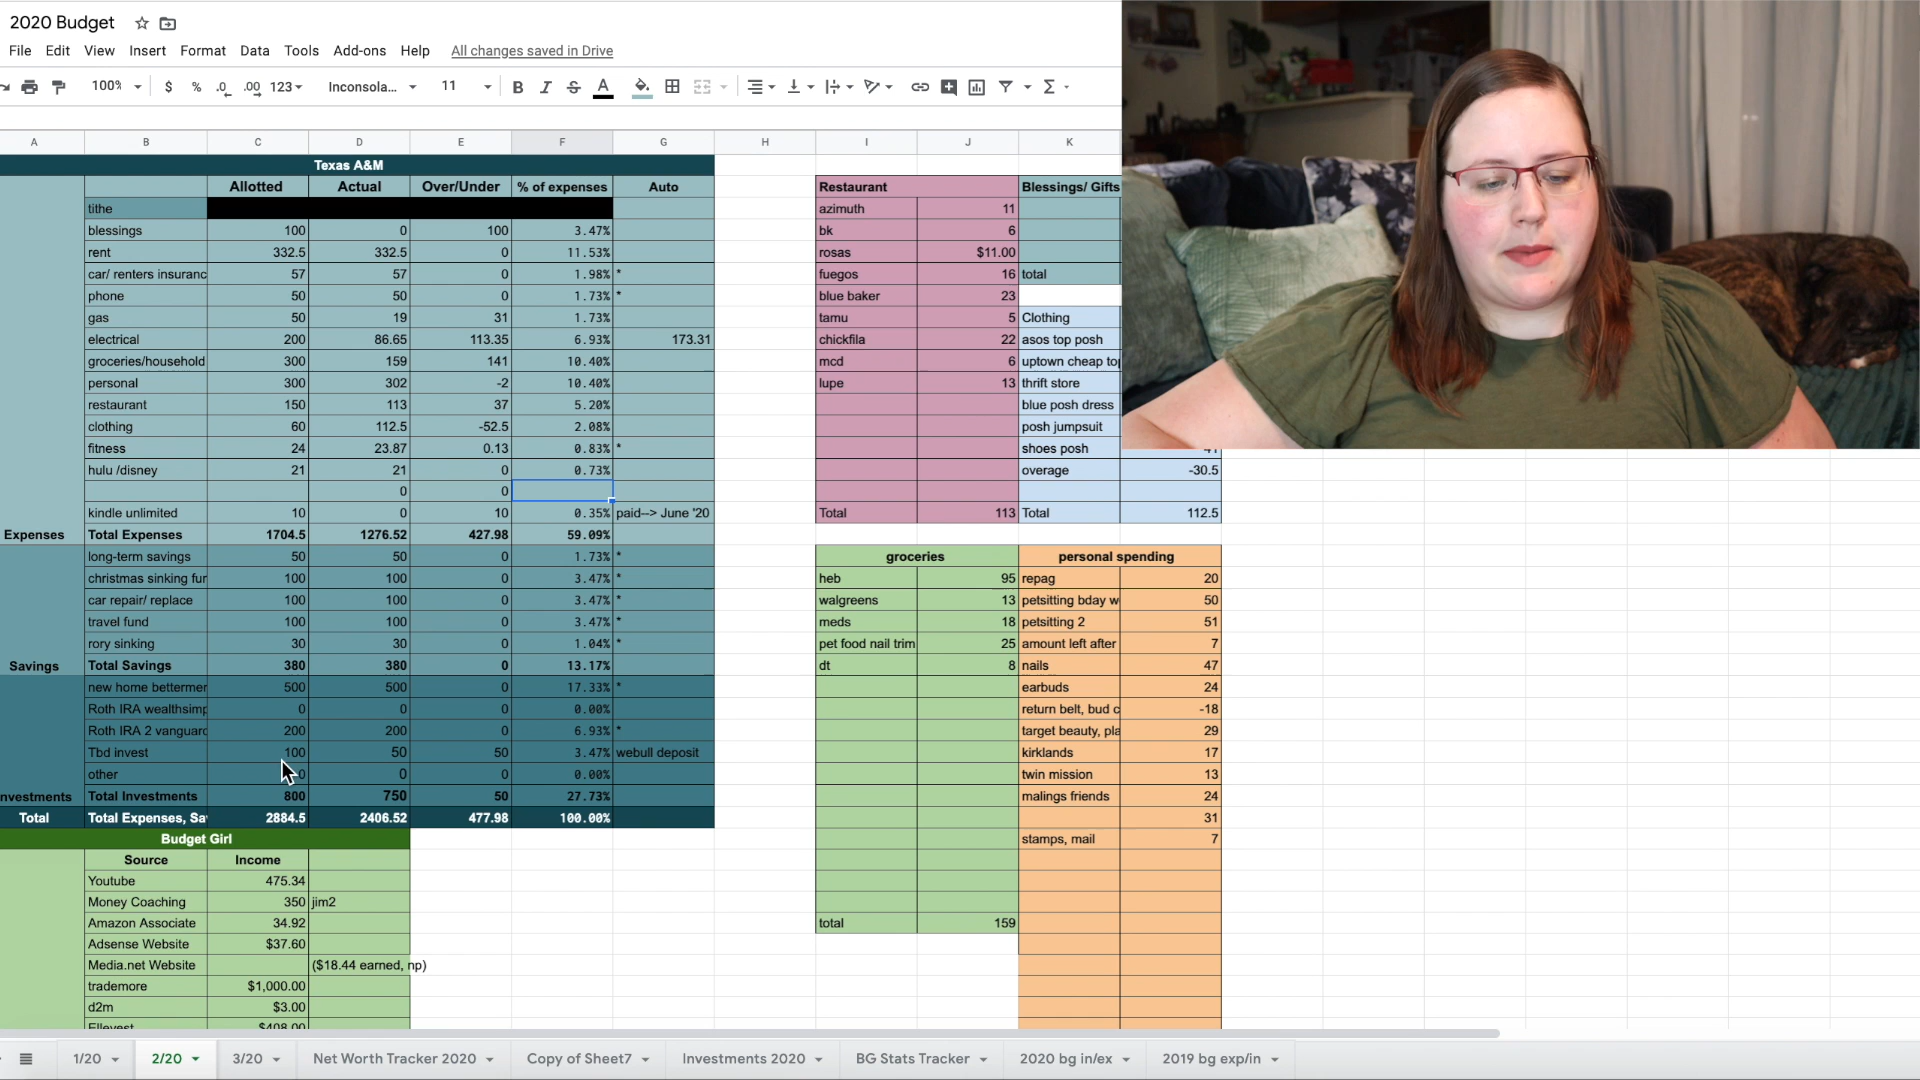 2020 Budget
File Edit View Insert Format Data Tools Add-ons Help All changes saved in Drive
100% $ % .0 .00 123 Inconsola... 11 B I S A
A B C D E F G H I J K
Texas A&M
Allotted Actual Over/Under % of expenses Auto Restaurant Blessings/ Gifts
tithe azimuth 11
blessings 100 0 100 3.47% bk 6
rent 332.5 332.5 0 11.53% rosas $11.00
car/ renters insuranc 57 57 0 1.98% * fuegos 16 total
phone 50 50 0 1.73% * blue baker 23
gas 50 19 31 1.73% tamu 5 Clothing
electrical 200 86.65 113.35 6.93% 173.31 chickfila 22 asos top posh
groceries/household 300 159 141 10.40% mcd 6 uptown cheap top
personal 300 302 -2 10.40% lupe 13 thrift store
restaurant 150 113 37 5.20% blue posh dress
clothing 60 112.5 -52.5 2.08% posh jumpsuit
fitness 24 23.87 0.13 0.83% * shoes posh 41
hulu /disney 21 21 0 0.73% overage -30.5
0 0
kindle unlimited 10 0 10 0.35% paid--> June '20 Total 113 Total 112.5
Expenses Total Expenses 1704.5 1276.52 427.98 59.09%
long-term savings 50 50 0 1.73% * groceries personal spending
christmas sinking fur 100 100 0 3.47% * heb 95 repag 20
car repair/ replace 100 100 0 3.47% * walgreens 13 petsitting bday w 50
travel fund 100 100 0 3.47% * meds 18 petsitting 2 51
rory sinking 30 30 0 1.04% * pet food nail trim 25 amount left after 7
Savings Total Savings 380 380 0 13.17% dt 8 nails 47
new home bettermer 500 500 0 17.33% * earbuds 24
Roth IRA wealthsimp 0 0 0 0.00% return belt, bud c -18
Roth IRA 2 vanguard 200 200 0 6.93% * target beauty, pla 29
Tbd invest 100 50 50 3.47% webull deposit kirklands 17
other 0 0 0 0.00% twin mission 13
nvestments Total Investments 800 750 50 27.73% malings friends 24
Total Total Expenses, Sa 2884.5 2406.52 477.98 100.00% 31
Budget Girl stamps, mail 7
Source Income
Youtube 475.34
Money Coaching 350 jim2
Amazon Associate 34.92
total 159
Adsense Website $37.60
Media.net Website ($18.44 earned, np)
trademore $1,000.00
d2m $3.00
Ellevest $408.00
1/20 2/20 3/20 Net Worth Tracker 2020 Copy of Sheet7 Investments 2020 BG Stats Tracker 2020 bg in/ex 2019 bg exp/in